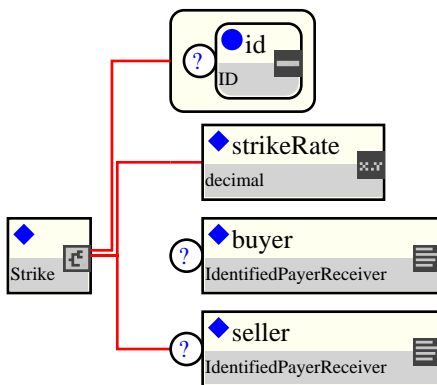 ? id
ID
strikeRate
decimal x.y
? buyer
IdentifiedPayerReceiver
Strike
? seller
IdentifiedPayerReceiver